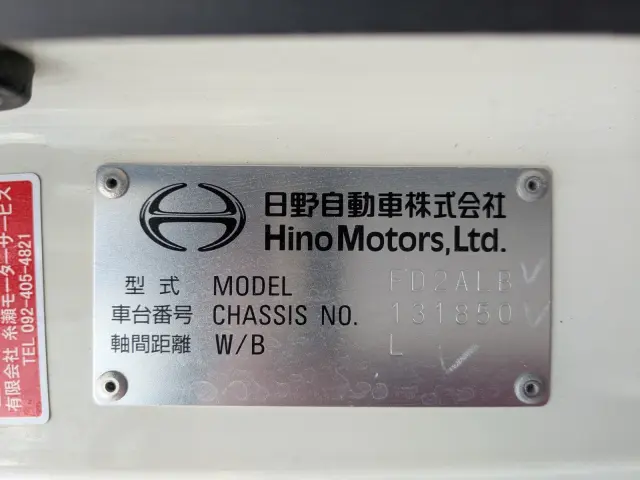 日野自動車株式会社
Hino Motors, Ltd.
型式 MODEL FD2ALB
車台番号 CHASSIS NO. 131850
軸間距離 W/B L
有限会社 糸瀬モーターサービス
TEL 092-405-4821